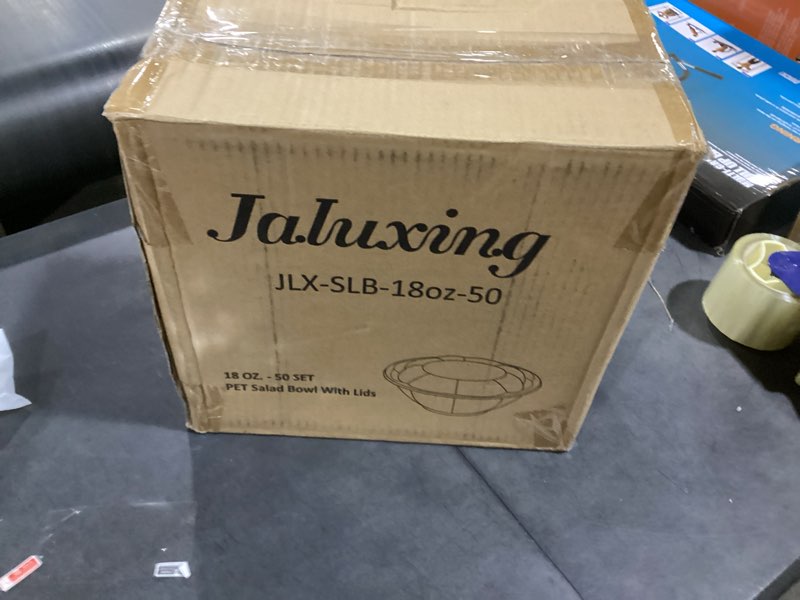 Jaluxing
JLX-SLB-18oz-50
18 OZ. - 50 SET
PET Salad Bowl With Lids